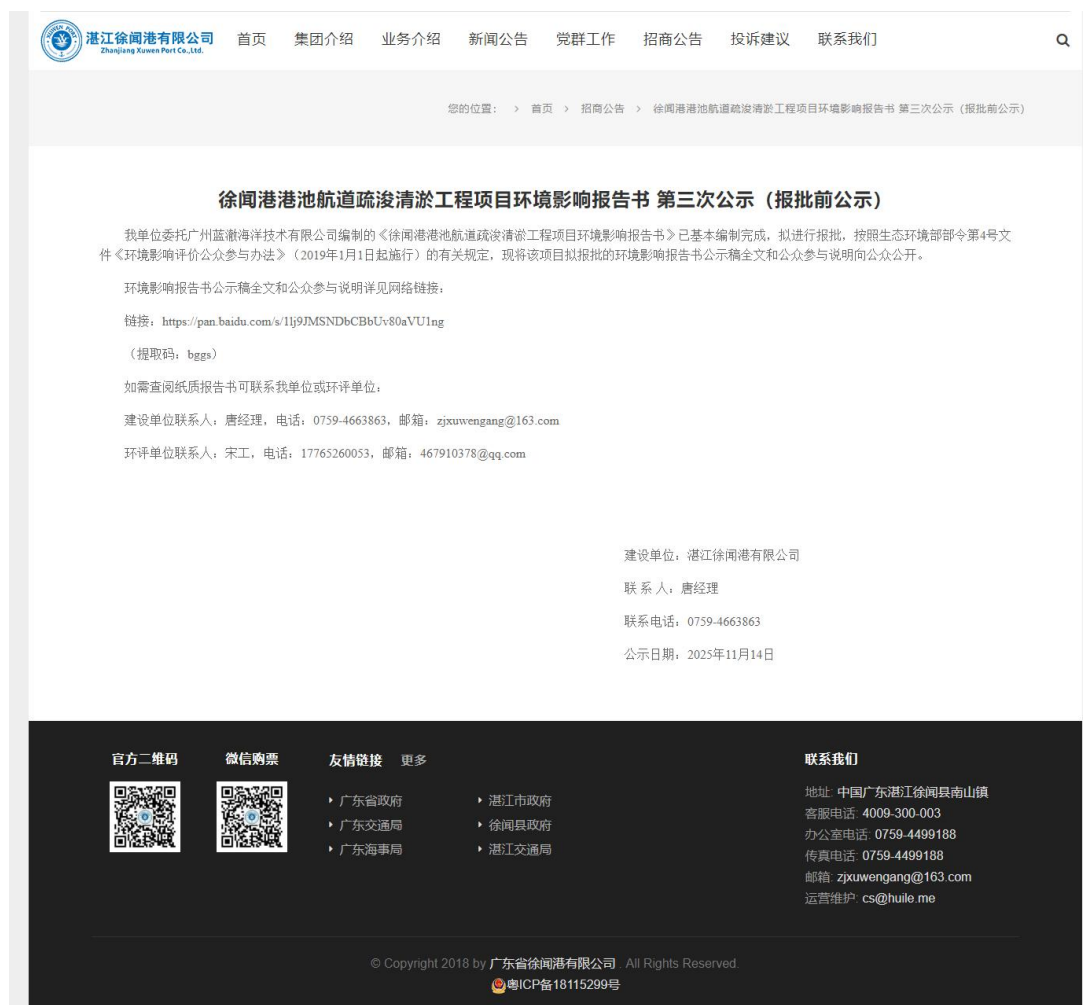 湛江徐闻港有限公司
Zhanjiang Xuwen Port Co.,Ltd.
首页 集团介绍 业务介绍 新闻公告 党群工作 招商公告 投诉建议 联系我们
您的位置： > 首页 > 招商公告 > 徐闻港港池航道疏浚清淤工程项目环境影响报告书 第三次公示（报批前公示）
徐闻港港池航道疏浚清淤工程项目环境影响报告书 第三次公示（报批前公示）
我单位委托广州蓝澈海洋技术有限公司编制的《徐闻港港池航道疏浚清淤工程项目环境影响报告书》已基本编制完成，拟进行报批，按照生态环境部部令第4号文
件《环境影响评价公众参与办法》（2019年1月1日起施行）的有关规定，现将该项目拟报批的环境影响报告书公示稿全文和公众参与说明向公众公开。
环境影响报告书公示稿全文和公众参与说明详见网络链接：
链接：https://pan.baidu.com/s/1lj9JMSNDbCBbUv80aVU1ng
（提取码：bggs）
如需查阅纸质报告书可联系我单位或环评单位：
建设单位联系人：唐经理，电话：0759-4663863，邮箱：zjxuwengang@163.com
环评单位联系人：宋工，电话：17765260053，邮箱：467910378@qq.com
建设单位：湛江徐闻港有限公司
联 系 人：唐经理
联系电话：0759-4663863
公示日期：2025年11月14日
官方二维码 微信购票 友情链接 更多 联系我们
广东省政府 湛江市政府
广东交通局 徐闻县政府
广东海事局 湛江交通局
地址: 中国广东湛江徐闻县南山镇
客服电话: 4009-300-003
办公室电话: 0759-4499188
传真电话: 0759-4499188
邮箱: zjxuwengang@163.com
运营维护: cs@huile.me
© Copyright 2018 by 广东省徐闻港有限公司 . All Rights Reserved.
粤ICP备18115299号